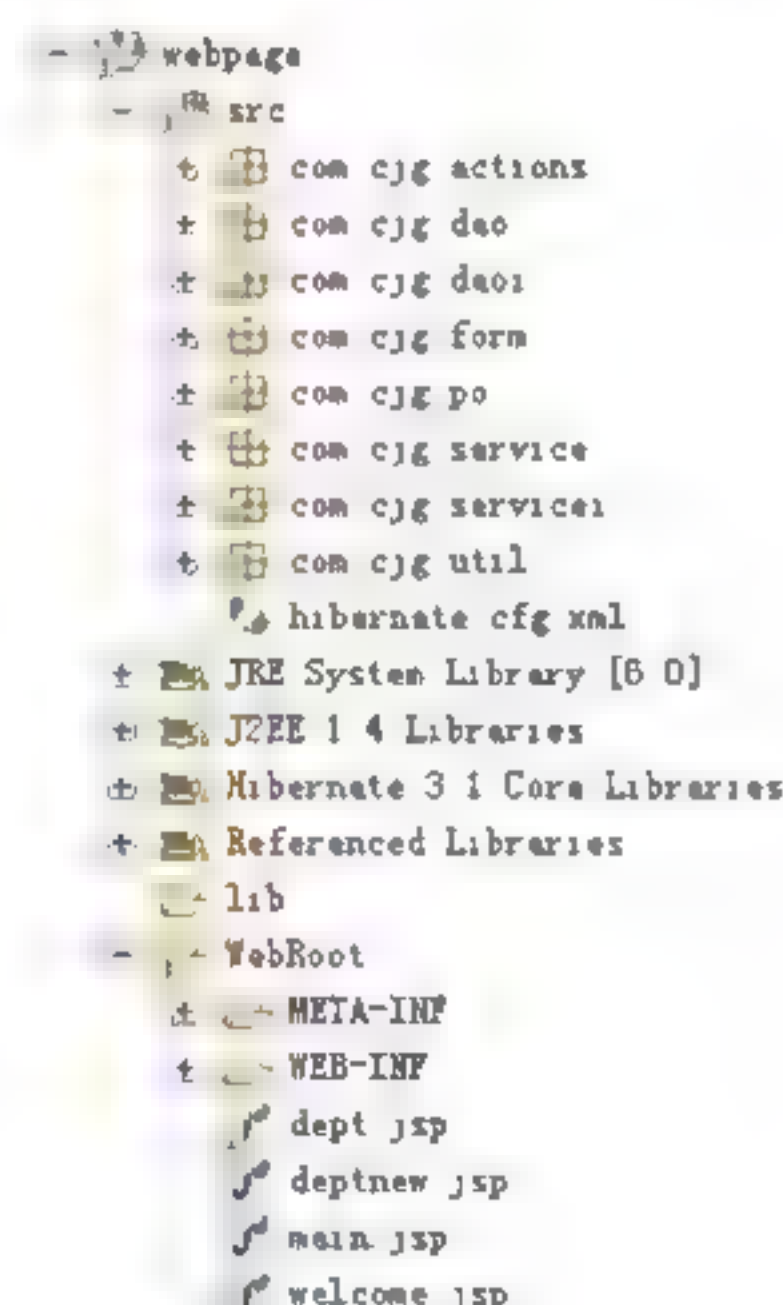 webpage
src
com cjg actions
com cjg dao
com cjg daoi
com cjg form
com cjg po
com cjg service
com cjg servicei
com cjg util
hibernate cfg xml
JRE System Library [6 0]
J2EE 1 4 Libraries
Hibernate 3 1 Core Libraries
Referenced Libraries
lib
WebRoot
META-INF
WEB-INF
dept jsp
deptnew jsp
main jsp
welcome jsp